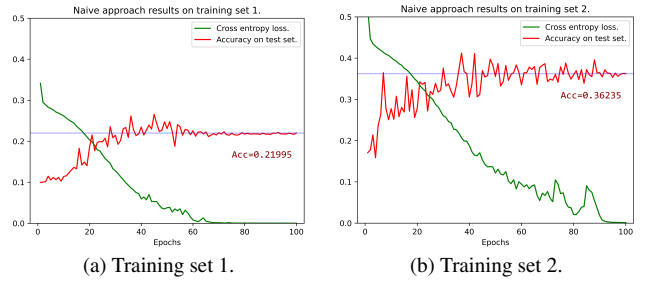 Naive approach results on training set 1.
0.5
0.4
0.3
0.2
0.1
0.0
0
20
40
60
80
100
Epochs
Cross entropy loss.
Accuracy on test set.
Acc=0.21995
(a) Training set 1.
Naive approach results on training set 2.
0.5
0.4
0.3
0.2
0.1
0.0
0
20
40
60
80
100
Epochs
Cross entropy loss.
Accuracy on test set.
Acc=0.36235
(b) Training set 2.